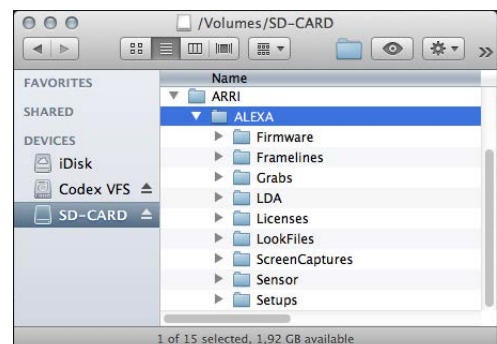 /Volumes/SD-CARD
Name
FAVORITES
SHARED
DEVICES
iDisk
Codex VFS
SD-CARD
ARRI
ALEXA
Firmware
Framelines
Grabs
LDA
Licenses
LookFiles
ScreenCaptures
Sensor
Setups
1 of 15 selected, 1,92 GB available